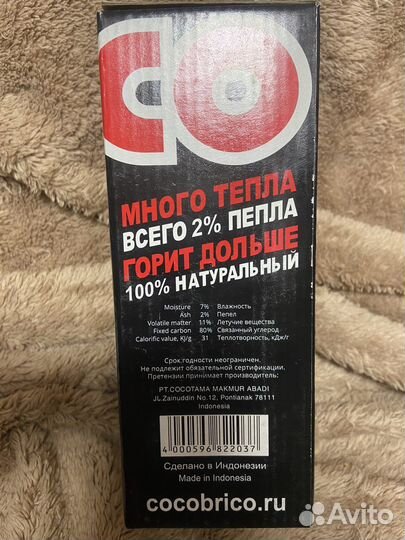 CO
МНОГО ТЕПЛА
ВСЕГО 2% ПЕПЛА
ГОРИТ ДОЛЬШЕ
100% НАТУРАЛЬНЫЙ
Moisture 7% Влажность
Ash 2% Пепел
Volatile matter 11% Летучие вещества
Fixed carbon 80% Связанный углерод
Calorific value, Kj/g 31 Теплотворность, кДж/г
Срок годности неограничен.
Не подлежит обязательной сертификации.
Претензии принимает производитель:
PT.COCOTAMA MAKMUR ABADI
JL.Zainuddin No.12, Pontianak 78111
Indonesia
4 000596 822037
Сделано в Индонезии
Made in Indonesia
cocobrico.ru
Avito